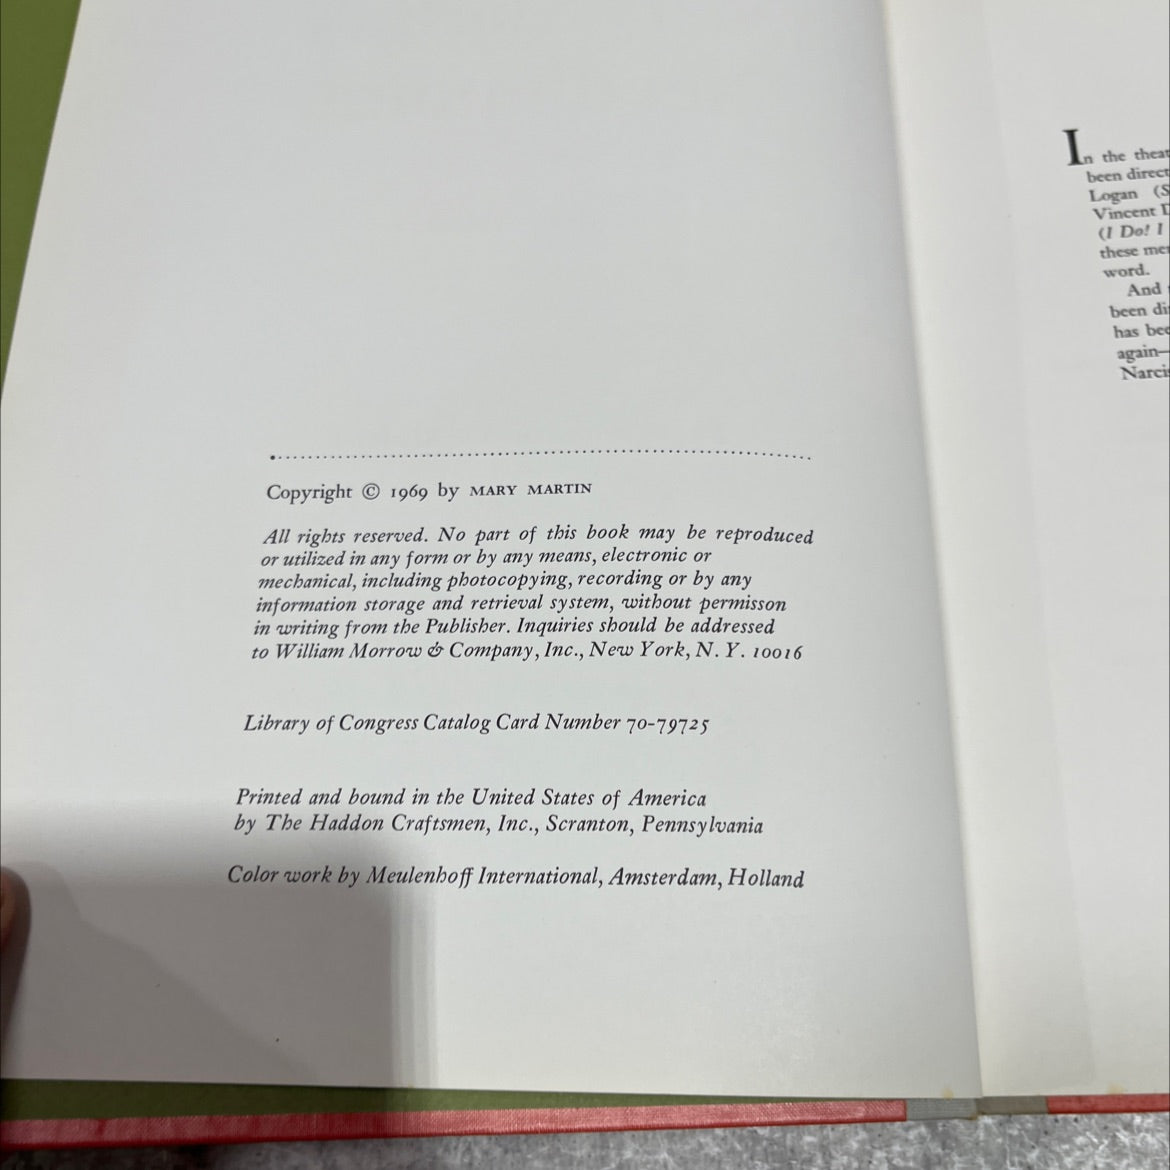 Copyright © 1969 by MARY MARTIN
All rights reserved. No part of this book may be reproduced
or utilized in any form or by any means, electronic or
mechanical, including photocopying, recording or by any
information storage and retrieval system, without permisson
in writing from the Publisher. Inquiries should be addressed
to William Morrow & Company, Inc., New York, N. Y. 10016
Library of Congress Catalog Card Number 70-79725
Printed and bound in the United States of America
by The Haddon Craftsmen, Inc., Scranton, Pennsylvania
Color work by Meulenhoff International, Amsterdam, Holland
In the
been
Logan
Vincent
(I Do! I
these
word.
And
been
has
again—